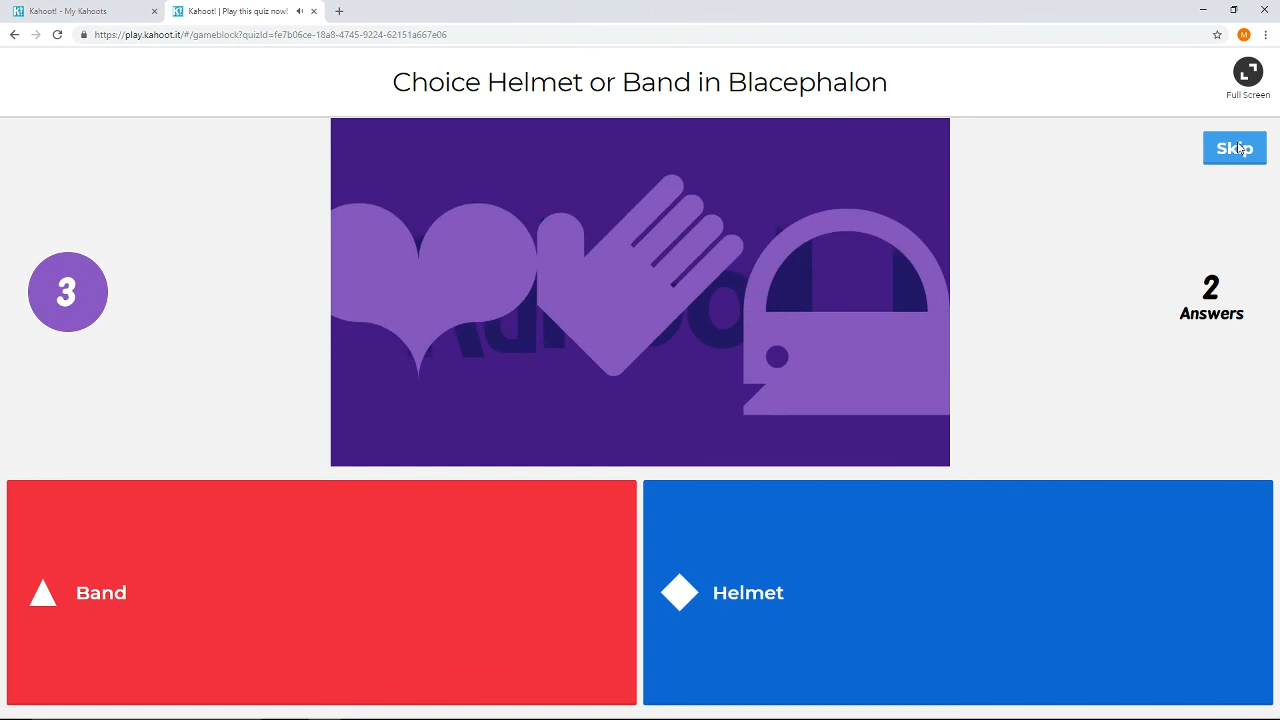 Kahoot! - My Kahoots
Kahoot! | Play this quiz now!
https://play.kahoot.it/#/gameblock?quizId=fe7b06ce-18a8-4745-9224-62151a667e06
M
Choice Helmet or Band in Blacephalon
Full Screen
Skip
Kahoot!
3
2
Answers
Band
Helmet